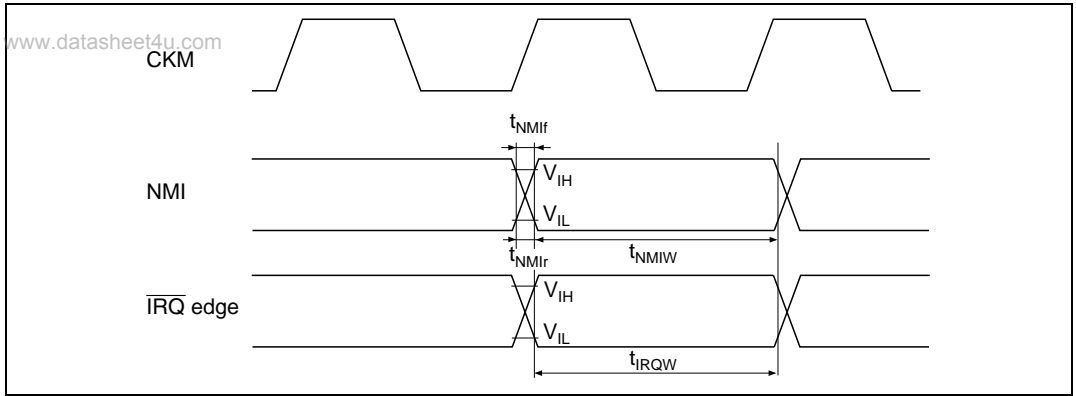 www.datasheet4u.com
CKM
tNMIf
NMI
VIH
VIL
tNMIr
tNMIW
IRQ edge
VIH
VIL
tIRQW